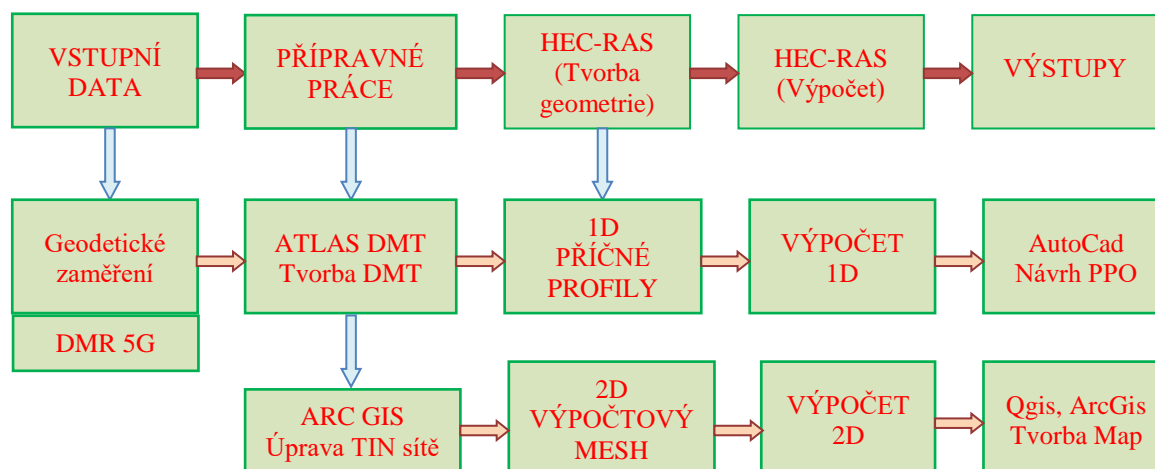 VSTUPNÍ
DATA
PŘÍPRAVNÉ
PRÁCE
HEC-RAS
(Tvorba
geometrie)
HEC-RAS
(Výpočet)
VÝSTUPY
Geodetické
zaměření
DMR 5G
ATLAS DMT
Tvorba DMT
1D
PŘÍČNÉ
PROFILY
VÝPOČET
1D
AutoCad
Návrh PPO
ARC GIS
Úprava TIN sítě
2D
VÝPOČTOVÝ
MESH
VÝPOČET
2D
Qgis, ArcGis
Tvorba Map